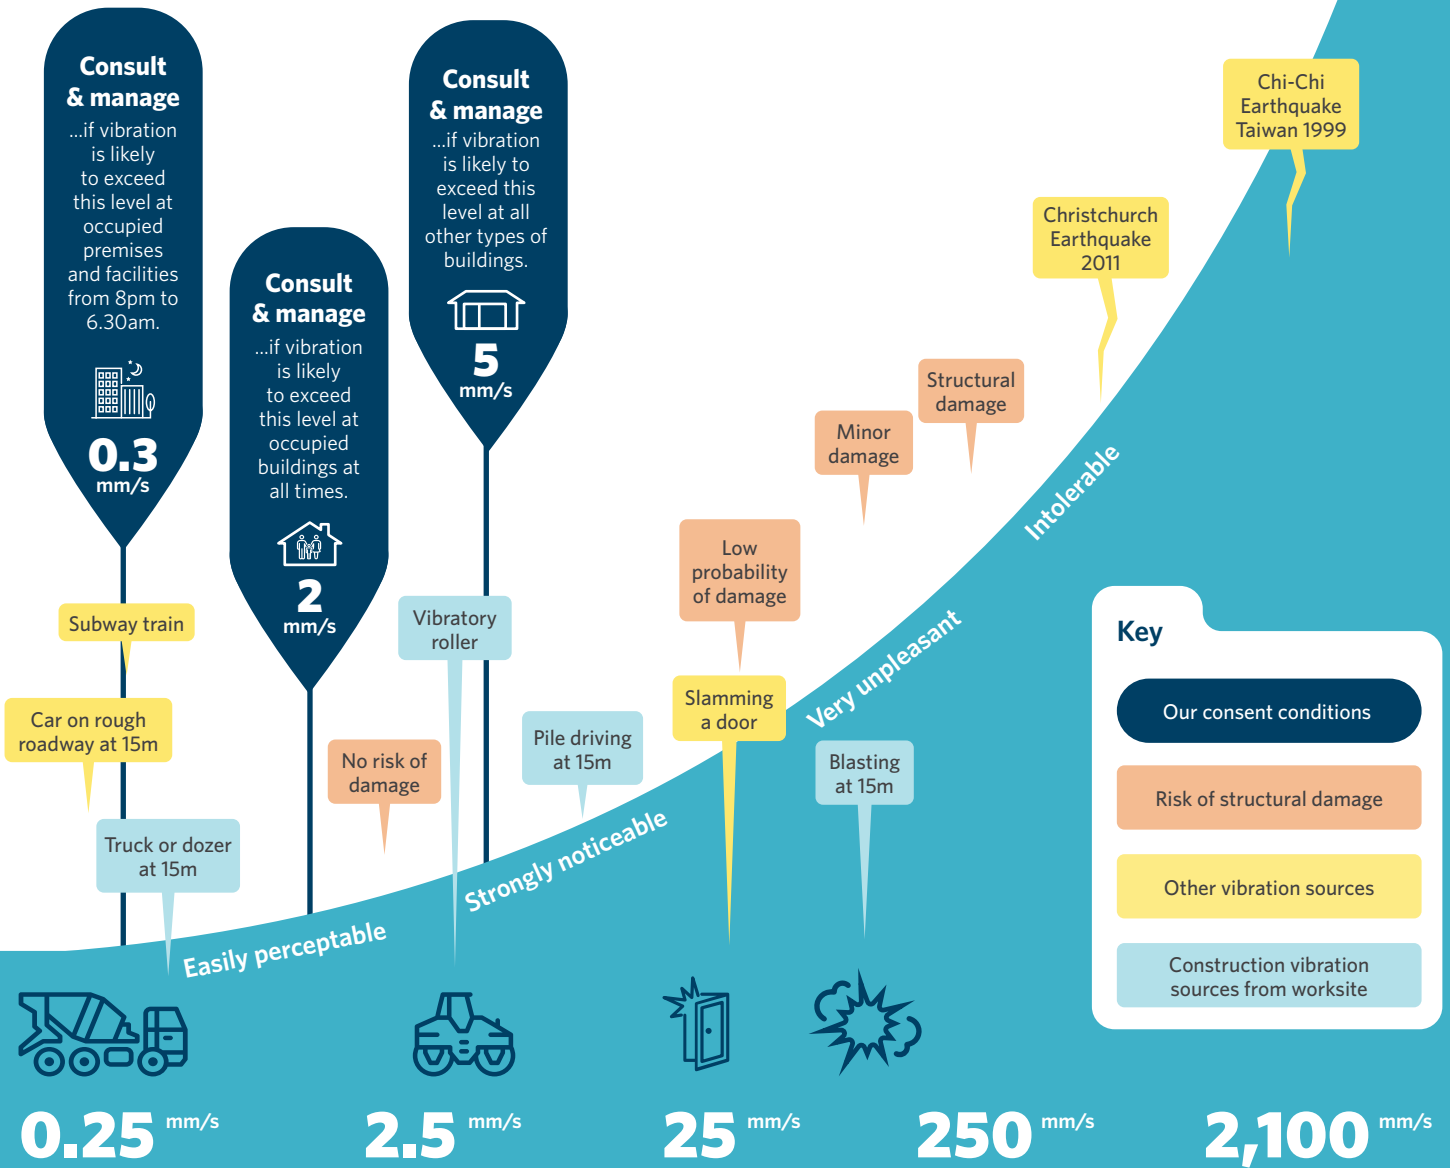 Consult
& manage
...if vibration
is likely
to exceed
this level at
occupied
premises
and facilities
from 8pm to
6.30am.
0.3
mm/s
Consult
& manage
...if vibration
is likely
to exceed
this level at
occupied
buildings at
all times.
2
mm/s
Consult
& manage
...if vibration
is likely to
exceed this
level at all
other types of
buildings.
5
mm/s
Chi-Chi
Earthquake
Taiwan 1999
Christchurch
Earthquake
2011
Structural
damage
Minor
damage
Low
probability
of damage
Subway train
Vibratory
roller
Slamming
a door
Car on rough
roadway at 15m
No risk of
damage
Pile driving
at 15m
Blasting
at 15m
Truck or dozer
at 15m
Easily perceptable
Strongly noticeable
Very unpleasant
Intolerable
Key
Our consent conditions
Risk of structural damage
Other vibration sources
Construction vibration
sources from worksite
0.25 mm/s
2.5 mm/s
25 mm/s
250 mm/s
2,100 mm/s